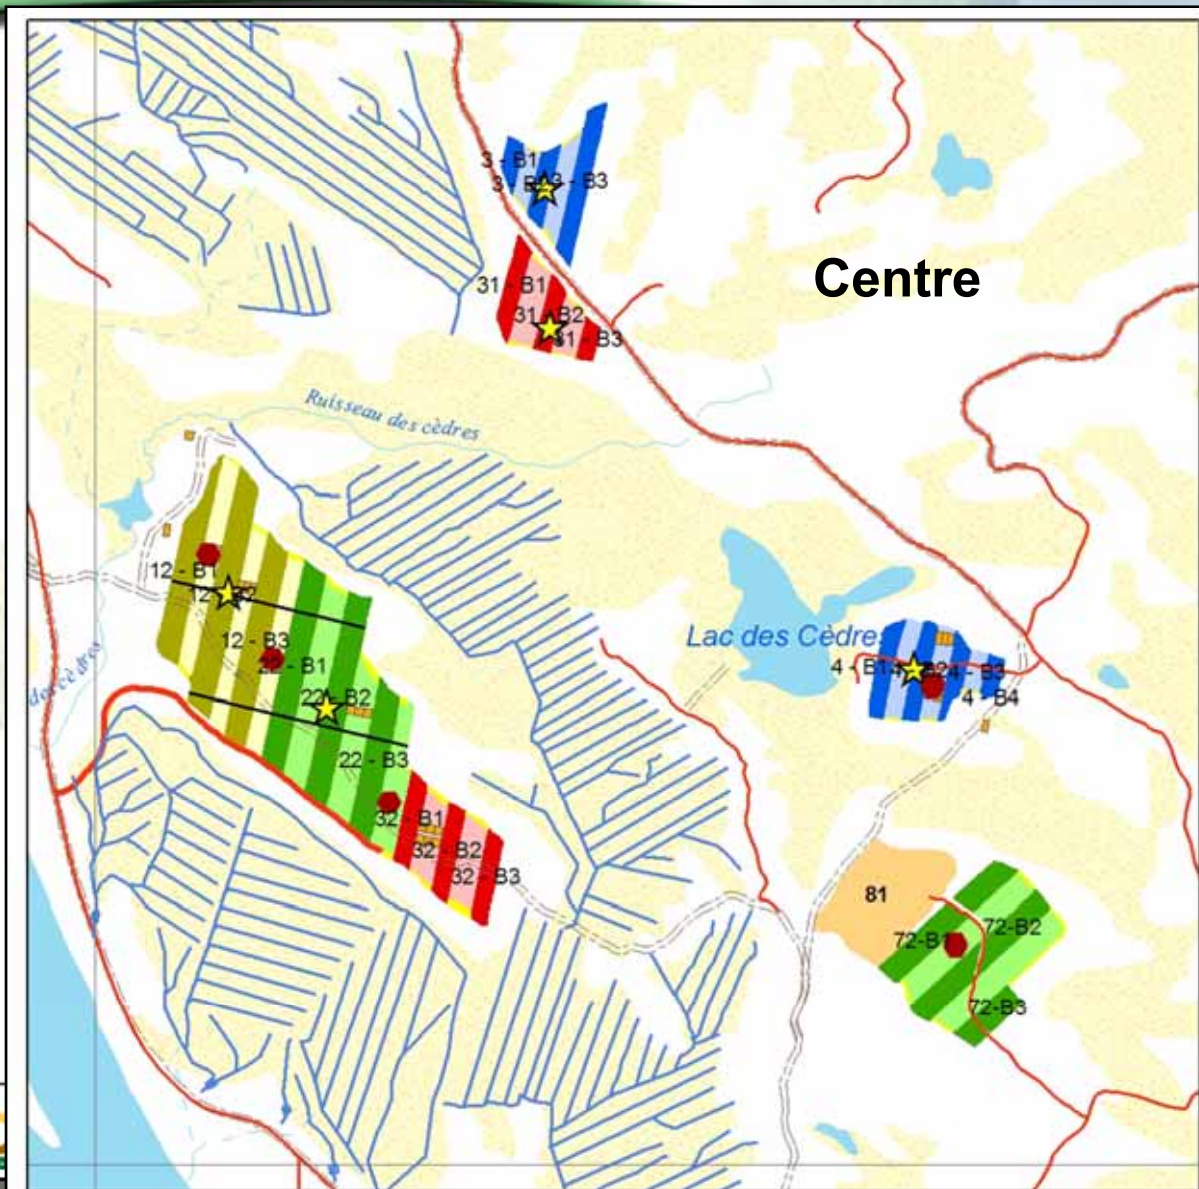 3 - B1
3 - B3
Centre
31 - B1
31 - B2
31 - B3
Ruisseau des cèdres
12 - B1
12 - B3
22 - B1
22 - B2
22 - B3
Lac des Cèdre
4 - B1
4 - B3
4 - B4
des cèdres
32 - B1
32 - B2
32 - B3
81
72-B1
72-B2
72-B3